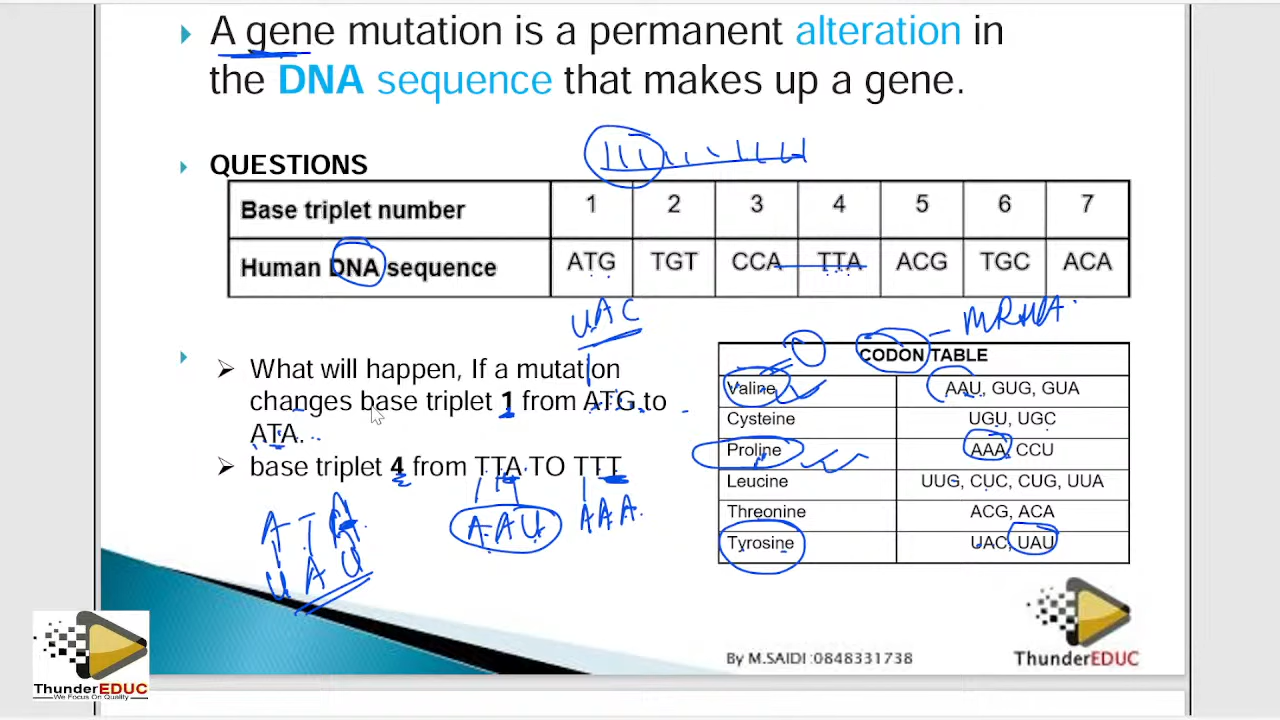 A gene mutation is a permanent alteration in
the DNA sequence that makes up a gene.
QUESTIONS
Base triplet number 1 2 3 4 5 6 7
Human DNA sequence ATG TGT CCA TTA ACG TGC ACA
UAC
MRNA
CODON TABLE
What will happen, If a mutation
changes base triplet 1 from ATG to
ATA.
base triplet 4 from TTA TO TTT
Valine AAU, GUG, GUA
Cysteine UGU, UGC
Proline AAA, CCU
Leucine UUG, CUC, CUG, UUA
Threonine ACG, ACA
Tyrosine UAC, UAU
A T A
U A U
AAU AAA
By M.SAIDI :0848331738
ThunderEDUC
ThunderEDUC
We Focus On Quality